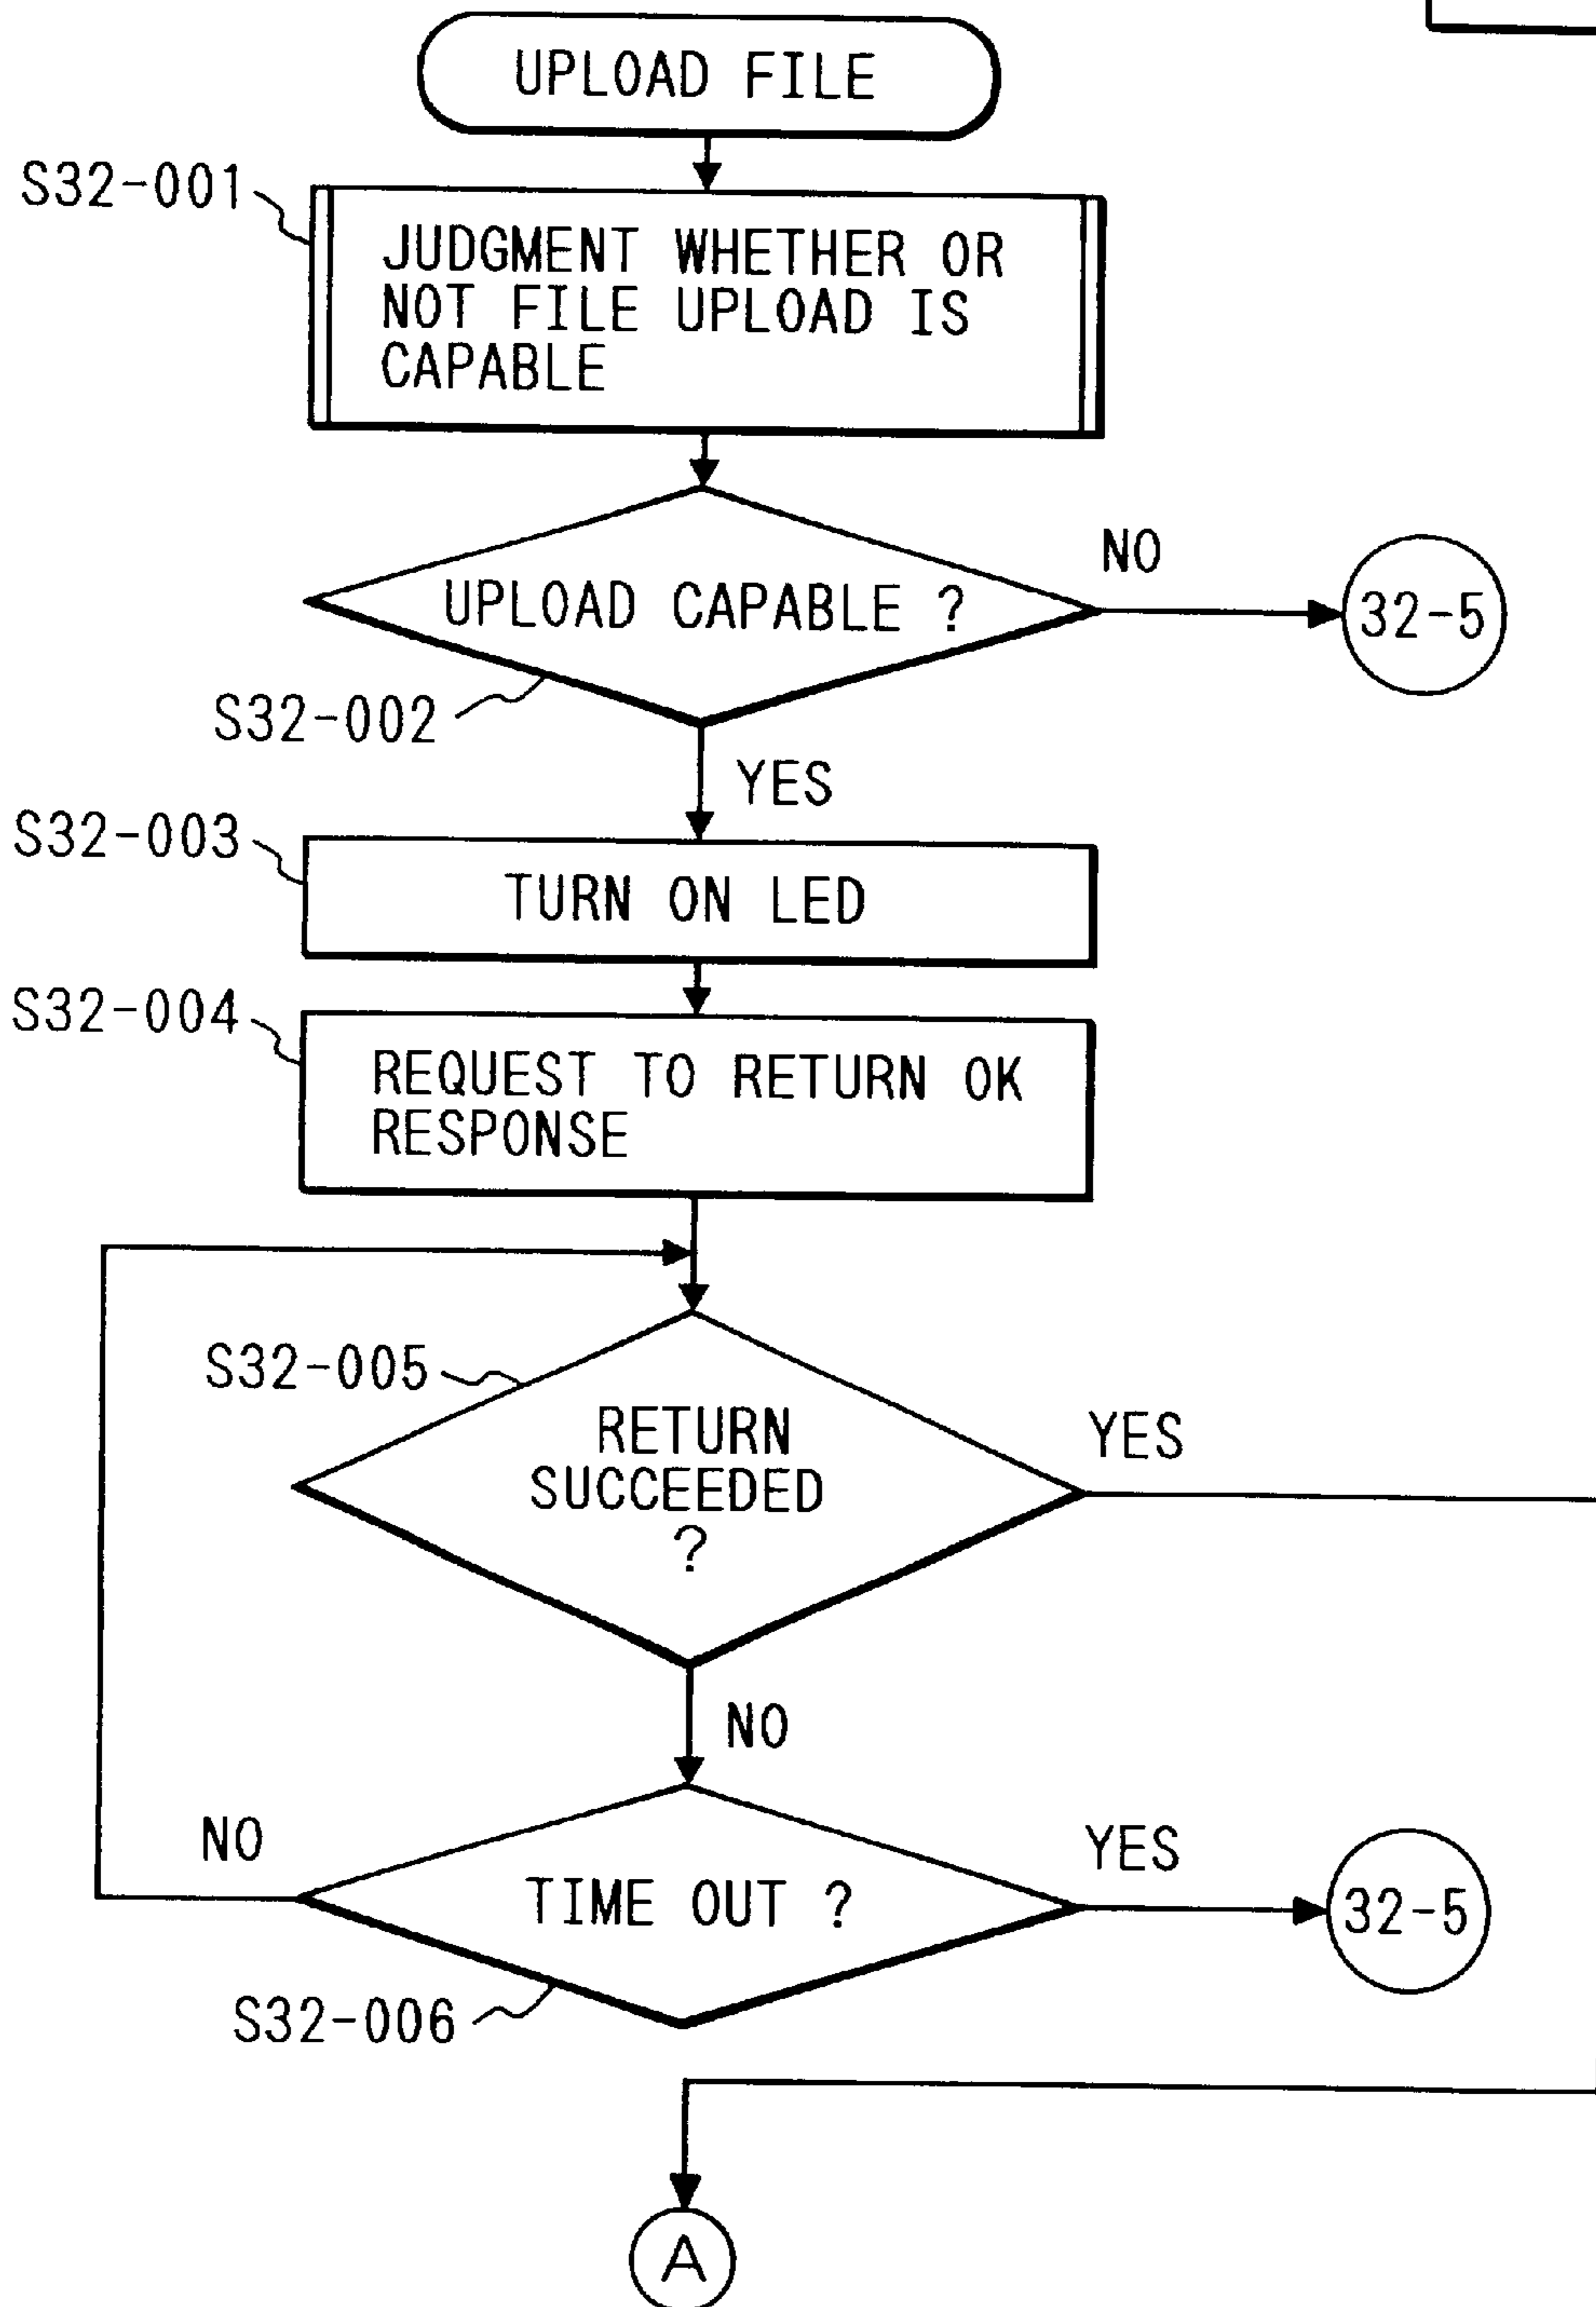 UPLOAD FILE
S32-001
JUDGMENT WHETHER OR
NOT FILE UPLOAD IS
CAPABLE
UPLOAD CAPABLE ?
NO
32-5
S32-002
YES
S32-003
TURN ON LED
S32-004
REQUEST TO RETURN OK
RESPONSE
S32-005
RETURN
SUCCEEDED
?
YES
NO
NO
TIME OUT ?
YES
32-5
S32-006
A